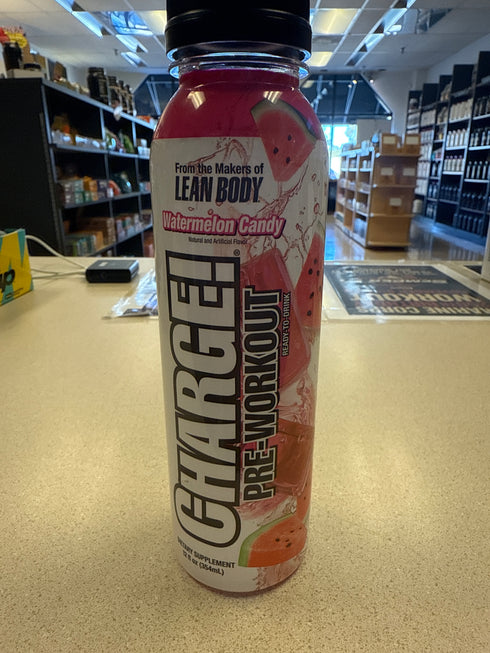 From the Makers of
LEAN BODY
Watermelon Candy
Natural and Artificial Flavor
CHARGE!®
PRE-WORKOUT
READY-TO-DRINK
DIETARY SUPPLEMENT
12 fl oz (354mL)
WORKOUT